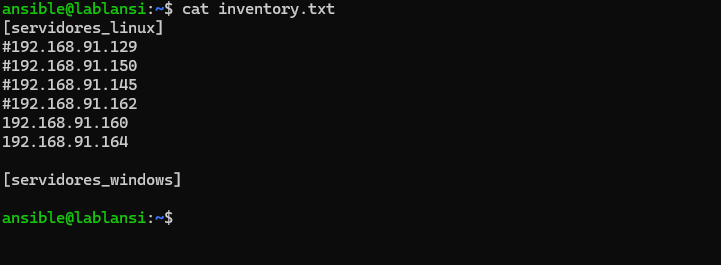 ansible@lablansi:~$ cat inventory.txt
[servidores_linux]
#192.168.91.129
#192.168.91.150
#192.168.91.145
#192.168.91.162
192.168.91.160
192.168.91.164
[servidores_windows]
ansible@lablansi:~$